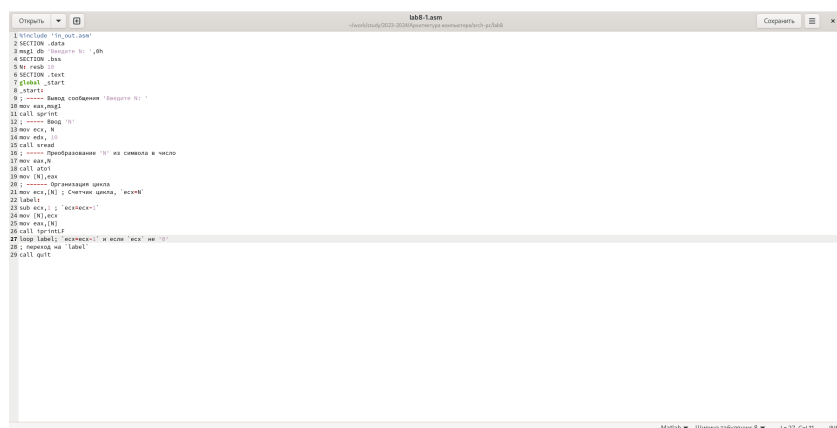 Открыть
lab8-1.asm
~/work/study/2023-2024/Архитектура компьютера/arch-pc/lab8
Сохранить
1 %include 'in_out.asm'
2 SECTION .data
3 msg1 db 'Введите N: ',0h
4 SECTION .bss
5 N: resb 10
6 SECTION .text
7 global _start
8 _start:
9 ; ----- Вывод сообщения 'Введите N: '
10 mov eax,msg1
11 call sprint
12 ; ----- Ввод 'N'
13 mov ecx, N
14 mov edx, 10
15 call sread
16 ; ----- Преобразование 'N' из символа в число
17 mov eax,N
18 call atoi
19 mov [N],eax
20 ; ------ Организация цикла
21 mov ecx,[N] ; Счетчик цикла, `ecx=N`
22 label:
23 sub ecx,1 ; `ecx=ecx-1`
24 mov [N],ecx
25 mov eax,[N]
26 call iprintLF
27 loop label; `ecx=ecx-1` и если `ecx` не '0'
28 ; переход на `label`
29 call quit
Matlab Ширина табуляции: 8